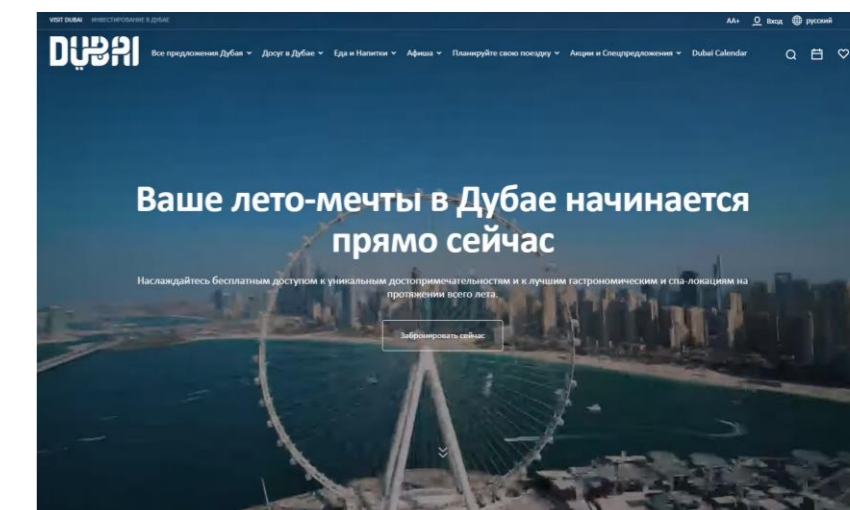 VISIT DUBAI ИНВЕСТИРОВАНИЕ В ДУБАЕ AA+ Вход русский
DUBAI Все предложения Дубая Досуг в Дубае Еда и Напитки Афиша Планируйте свою поездку Акции и Спецпредложения Dubai Calendar
Ваше лето-мечты в Дубае начинается
прямо сейчас
Наслаждайтесь бесплатным доступом к уникальным достопримечательностям и к лучшим гастрономическим и спа-локациям на
протяжении всего лета.
Забронировать сейчас